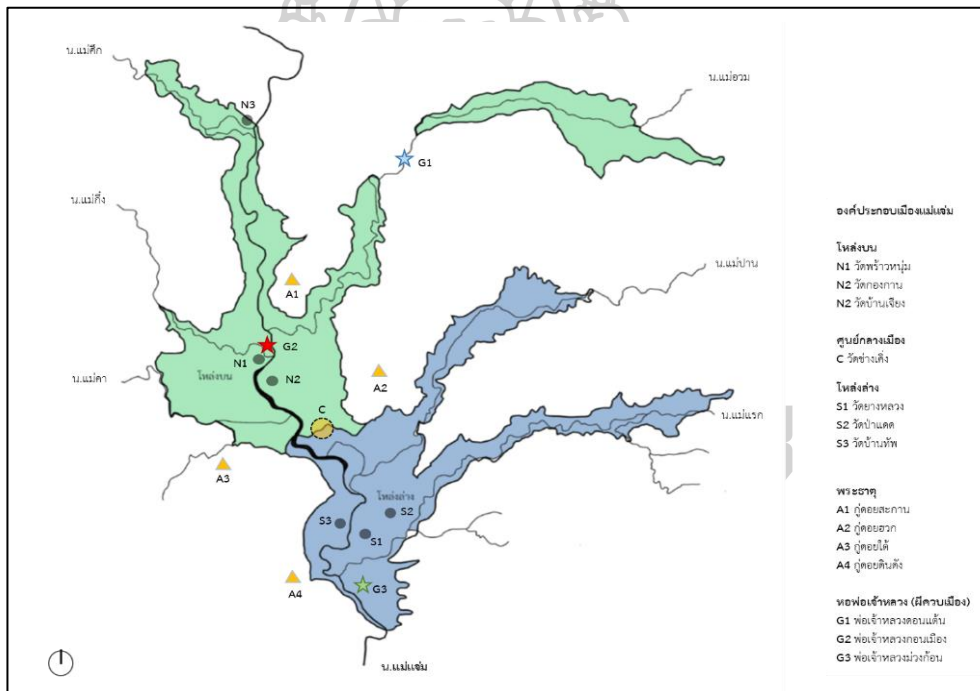 น.แม่ศึก
น.แม่อวม
N3
G1
น.แม่กึ๋ง
น.แม่ปาน
A1
G2
N1
โหล่งบน
N2
น.แม่คา
A2
C
น.แม่แรก
A3
โหล่งล่าง
S2
S3
S1
A4
G3
น.แม่แจ่ม
องค์ประกอบเมืองแม่แจ่ม
โหล่งบน
N1 วัดพร้าวหนุ่ม
N2 วัดกองกาน
N2 วัดบ้านเจียง
ศูนย์กลางเมือง
C วัดช่างเคิ่ง
โหล่งล่าง
S1 วัดยางหลวง
S2 วัดป่าแดด
S3 วัดบ้านทัพ
พระธาตุ
A1 กู่ดอยสะกาน
A2 กู่ดอยฮวก
A3 กู่ดอยใต้
A4 กู่ดอยดินดัง
หอพ่อเจ้าหลวง (ผีควบเมือง)
G1 พ่อเจ้าหลวงดอนแต้น
G2 พ่อเจ้าหลวงกอนเมือง
G3 พ่อเจ้าหลวงม่วงก้อน